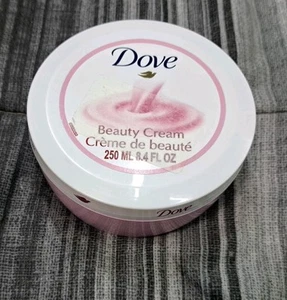 Dove
Beauty Cream
Crème de beauté
250 ML 8.4 FL OZ
Dove